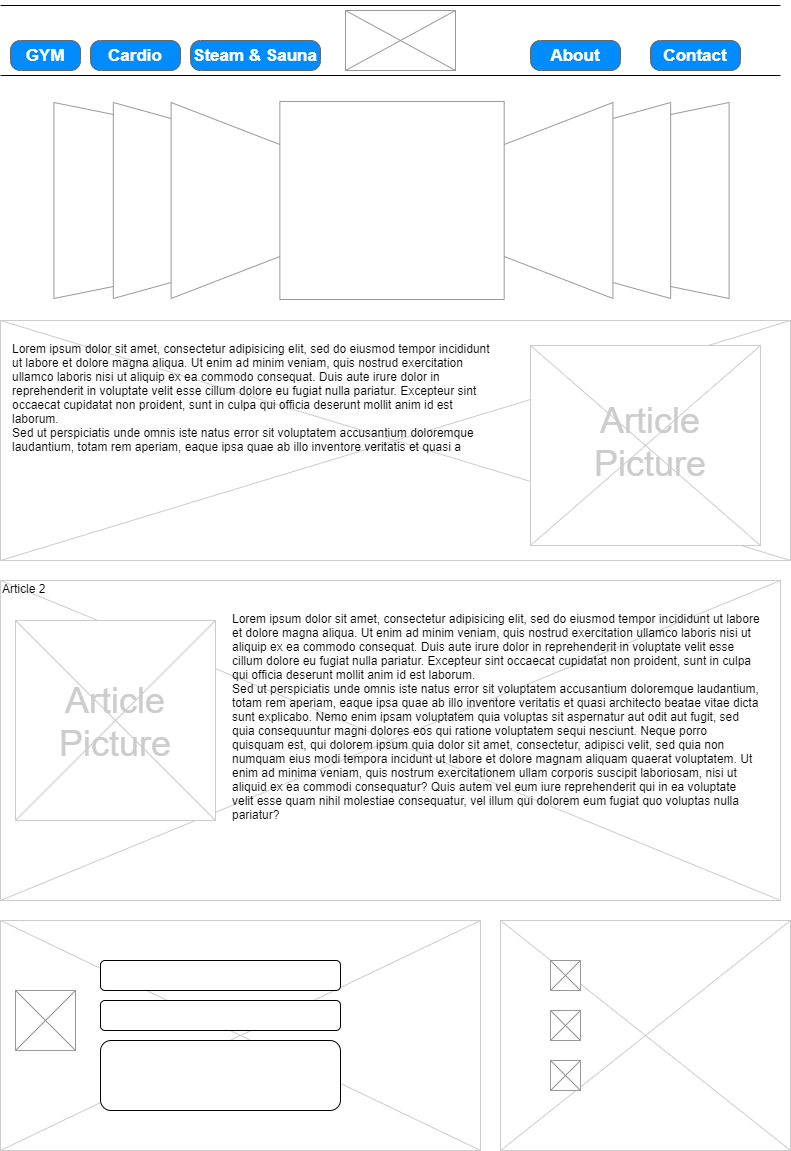 GYM
Cardio
Steam & Sauna
About
Contact
Lorem ipsum dolor sit amet, consectetur adipisicing elit, sed do eiusmod tempor incididunt
ut labore et dolore magna aliqua. Ut enim ad minim veniam, quis nostrud exercitation
ullamco laboris nisi ut aliquip ex ea commodo consequat. Duis aute irure dolor in
reprehenderit in voluptate velit esse cillum dolore eu fugiat nulla pariatur. Excepteur sint
occaecat cupidatat non proident, sunt in culpa qui officia deserunt mollit anim id est
laborum.
Sed ut perspiciatis unde omnis iste natus error sit voluptatem accusantium doloremque
laudantium, totam rem aperiam, eaque ipsa quae ab illo inventore veritatis et quasi a
Article
Picture
Article 2
Article
Picture
Lorem ipsum dolor sit amet, consectetur adipisicing elit, sed do eiusmod tempor incididunt ut labore
et dolore magna aliqua. Ut enim ad minim veniam, quis nostrud exercitation ullamco laboris nisi ut
aliquip ex ea commodo consequat. Duis aute irure dolor in reprehenderit in voluptate velit esse
cillum dolore eu fugiat nulla pariatur. Excepteur sint occaecat cupidatat non proident, sunt in culpa
qui officia deserunt mollit anim id est laborum.
Sed ut perspiciatis unde omnis iste natus error sit voluptatem accusantium doloremque laudantium,
totam rem aperiam, eaque ipsa quae ab illo inventore veritatis et quasi architecto beatae vitae dicta
sunt explicabo. Nemo enim ipsam voluptatem quia voluptas sit aspernatur aut odit aut fugit, sed
quia consequuntur magni dolores eos qui ratione voluptatem sequi nesciunt. Neque porro
quisquam est, qui dolorem ipsum quia dolor sit amet, consectetur, adipisci velit, sed quia non
numquam eius modi tempora incidunt ut labore et dolore magnam aliquam quaerat voluptatem. Ut
enim ad minima veniam, quis nostrum exercitationem ullam corporis suscipit laboriosam, nisi ut
aliquid ex ea commodi consequatur? Quis autem vel eum iure reprehenderit qui in ea voluptate
velit esse quam nihil molestiae consequatur, vel illum qui dolorem eum fugiat quo voluptas nulla
pariatur?